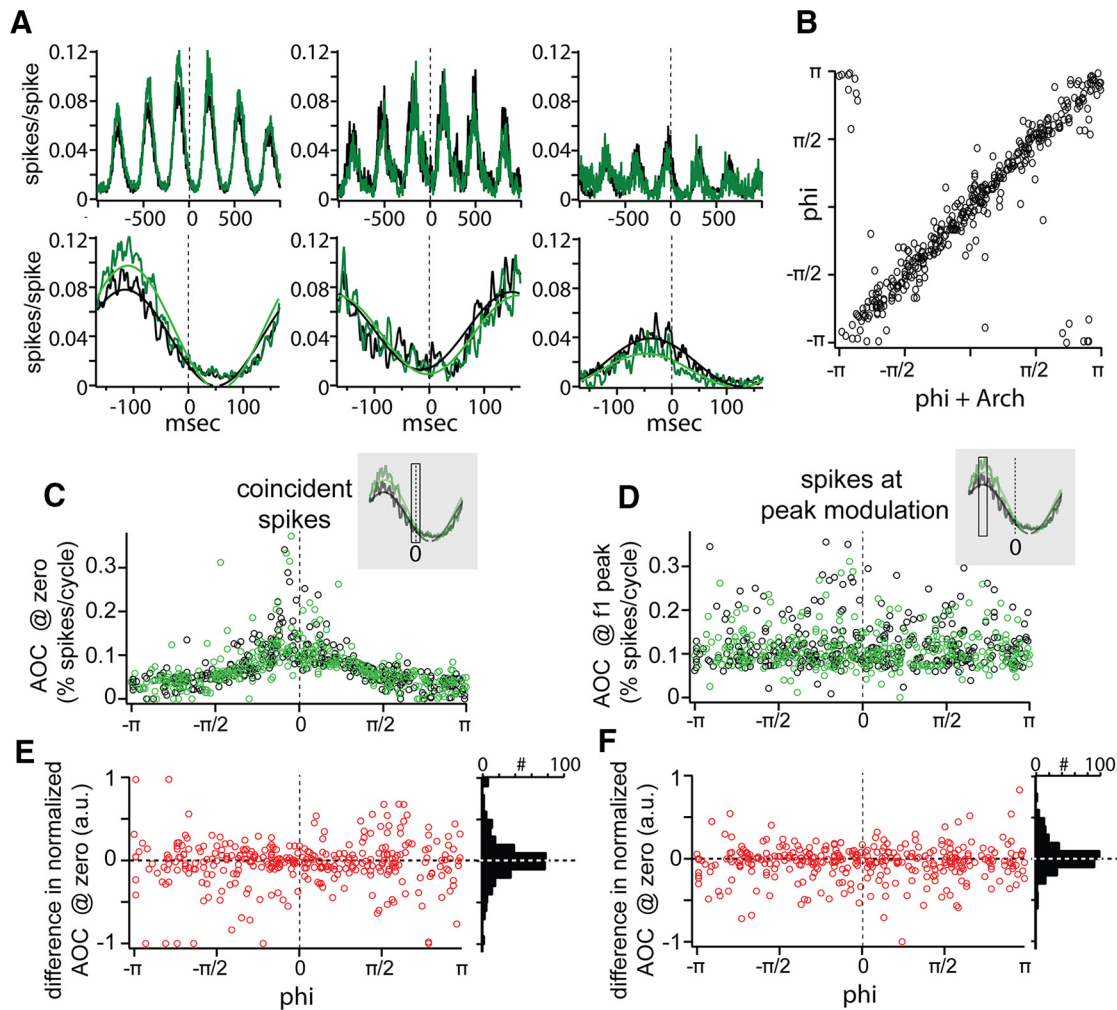 A
B
spikes/spike
0.12
0.08
0.04
0
-
-500
0
500
0.12
0.08
0.04
0
-500
0
500
0.12
0.08
0.04
0
-500
0
500
spikes/spike
0.12
0.08
0.04
0
-100
0
100
msec
0.12
0.08
0.04
0
-100
0
100
msec
0.12
0.08
0.04
0
-100
0
100
msec
phi
π
π/2
0
-π/2
-π
-π
-π/2
π/2
π
phi + Arch
C
coincident
spikes
0
AOC @ zero
(% spikes/cycle)
0.3
0.2
0.1
0
-π
-π/2
0
π/2
π
D
spikes at
peak modulation
0
AOC @ f1 peak
(% spikes/cycle)
0.3
0.2
0.1
0
-π
-π/2
0
π/2
π
E
difference in normalized
AOC @ zero (a.u.)
1
0
-1
-π
-π/2
0
π/2
π
phi
0 # 100
F
difference in normalized
AOC @ zero (a.u.)
1
0
-1
-π
-π/2
0
π/2
π
phi
0 # 100